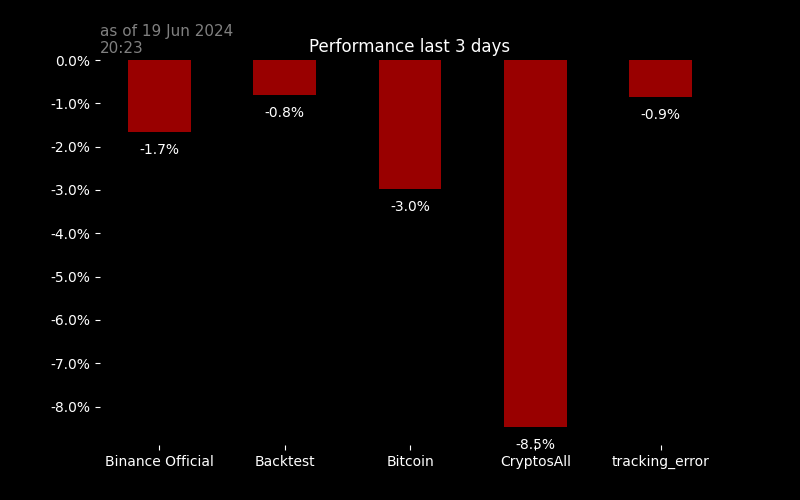 as of 19 Jun 2024
20:23
Performance last 3 days
0.0%
-1.0%
-2.0%
-3.0%
-4.0%
-5.0%
-6.0%
-7.0%
-8.0%
-1.7%
-0.8%
-3.0%
-8.5%
-0.9%
Binance Official
Backtest
Bitcoin
CryptosAll
tracking_error